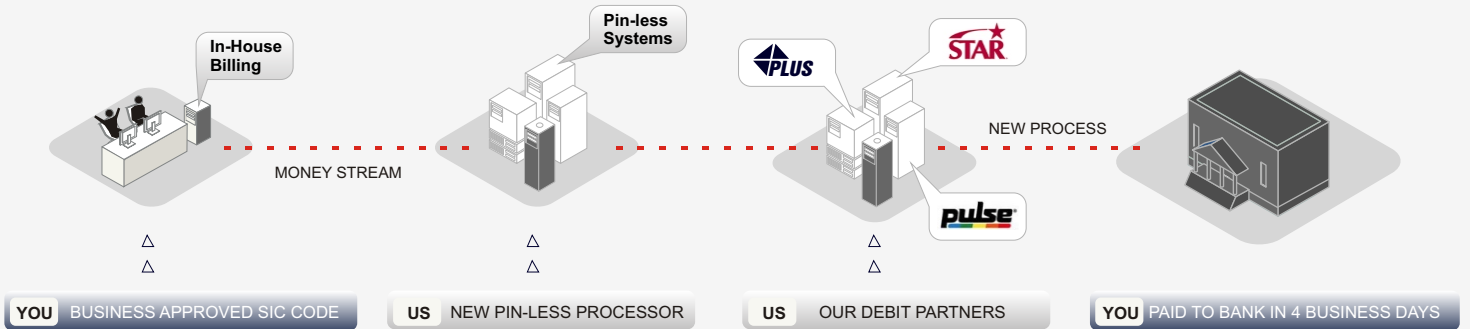 In-House
Billing
Pin-less
Systems
PLUS
STAR
pulse
MONEY STREAM
NEW PROCESS
YOU BUSINESS APPROVED SIC CODE
US NEW PIN-LESS PROCESSOR
US OUR DEBIT PARTNERS
YOU PAID TO BANK IN 4 BUSINESS DAYS